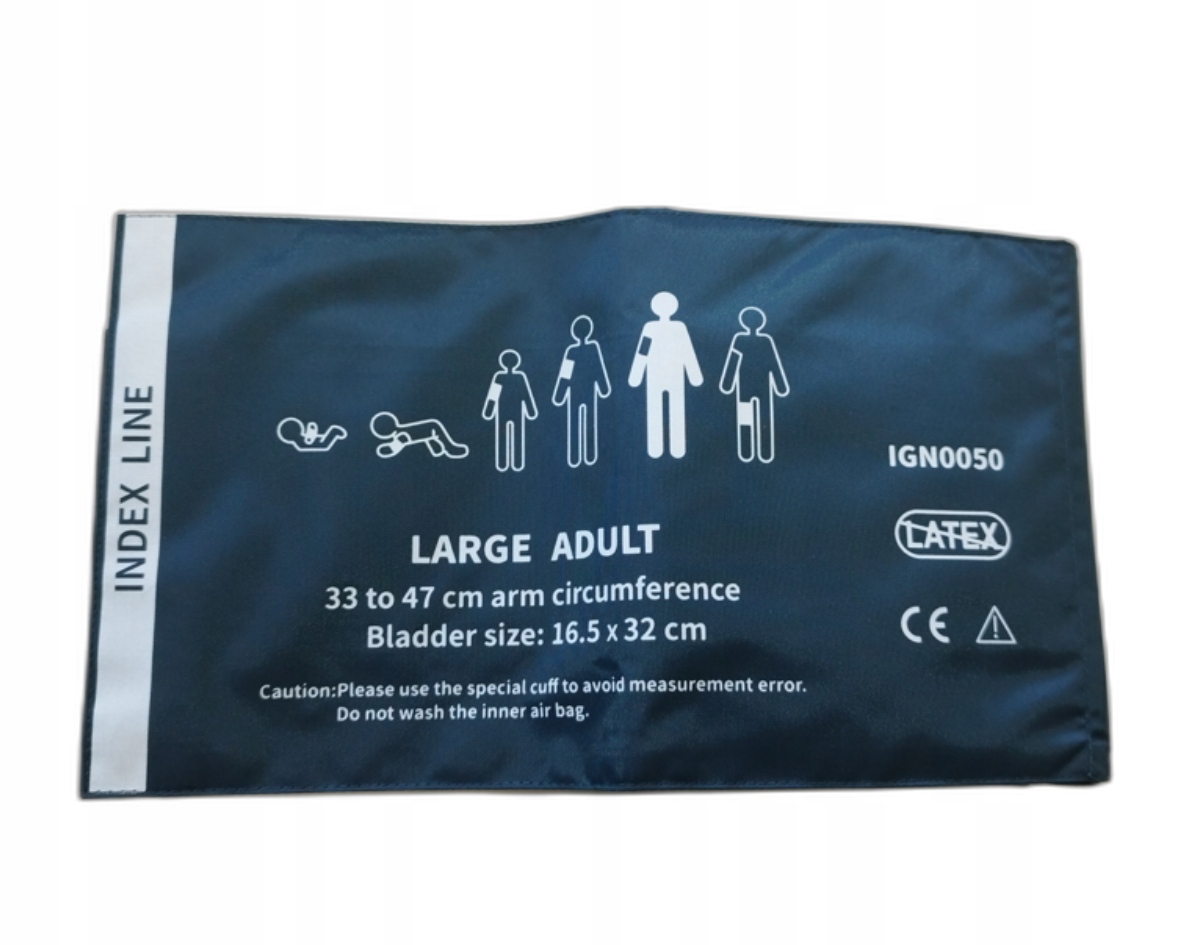 INDEX LINE
IGN0050
LATEX
LARGE ADULT
33 to 47 cm arm circumference
Bladder size: 16.5 x 32 cm
CE
Caution:Please use the special cuff to avoid measurement error.
Do not wash the inner air bag.